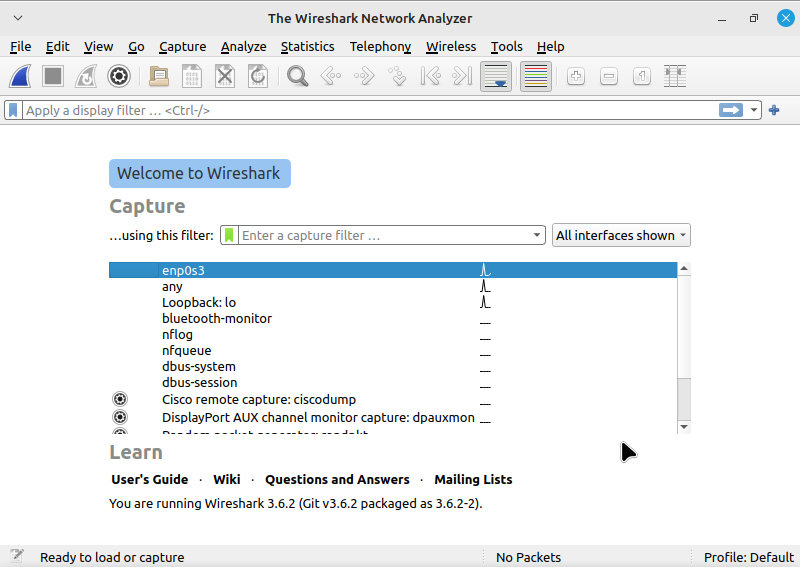 The Wireshark Network Analyzer
File Edit View Go Capture Analyze Statistics Telephony Wireless Tools Help
Apply a display filter … <Ctrl-/>
Welcome to Wireshark
Capture
…using this filter: Enter a capture filter … All interfaces shown
enp0s3
any
Loopback: lo
bluetooth-monitor
nflog
nfqueue
dbus-system
dbus-session
Cisco remote capture: ciscodump
DisplayPort AUX channel monitor capture: dpauxmon
Random packet generator: randpkt
Learn
User's Guide · Wiki · Questions and Answers · Mailing Lists
You are running Wireshark 3.6.2 (Git v3.6.2 packaged as 3.6.2-2).
Ready to load or capture No Packets Profile: Default